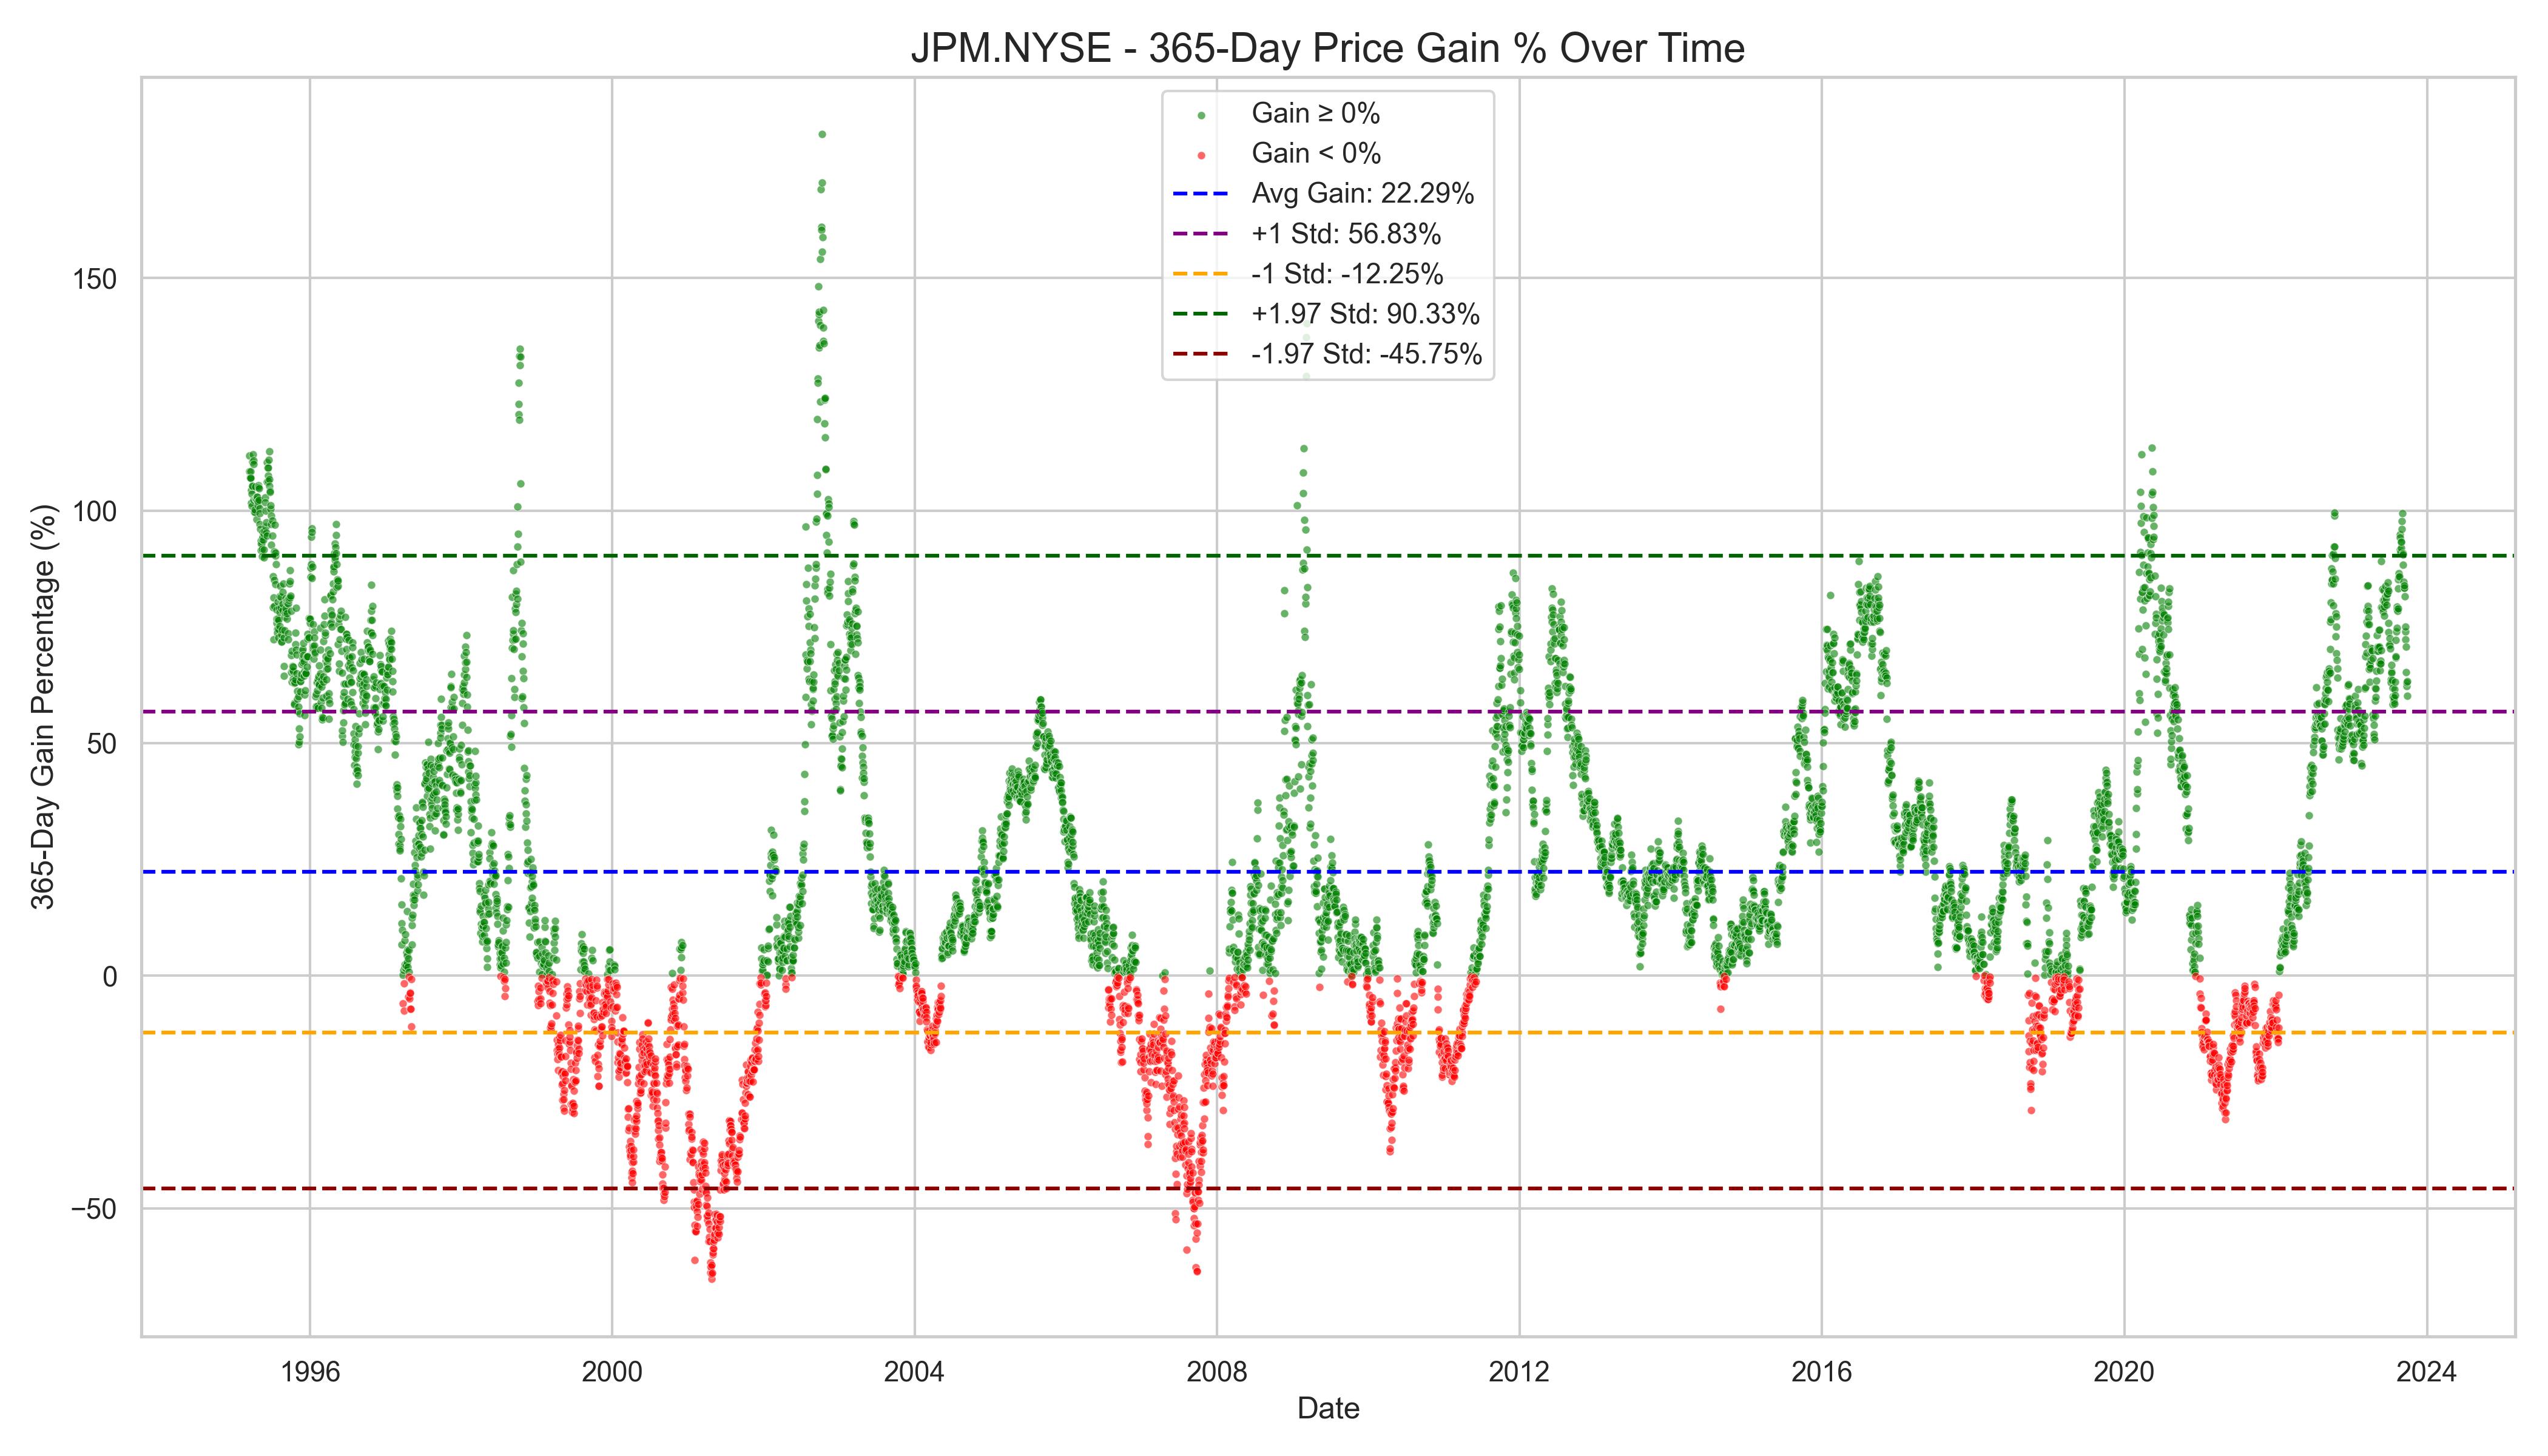 JPM.NYSE - 365-Day Price Gain % Over Time
Gain ≥ 0%
Gain < 0%
Avg Gain: 22.29%
+1 Std: 56.83%
-1 Std: -12.25%
+1.97 Std: 90.33%
-1.97 Std: -45.75%
365-Day Gain Percentage (%)
150
100
50
0
−50
1996 2000 2004 2008 2012 2016 2020 2024
Date